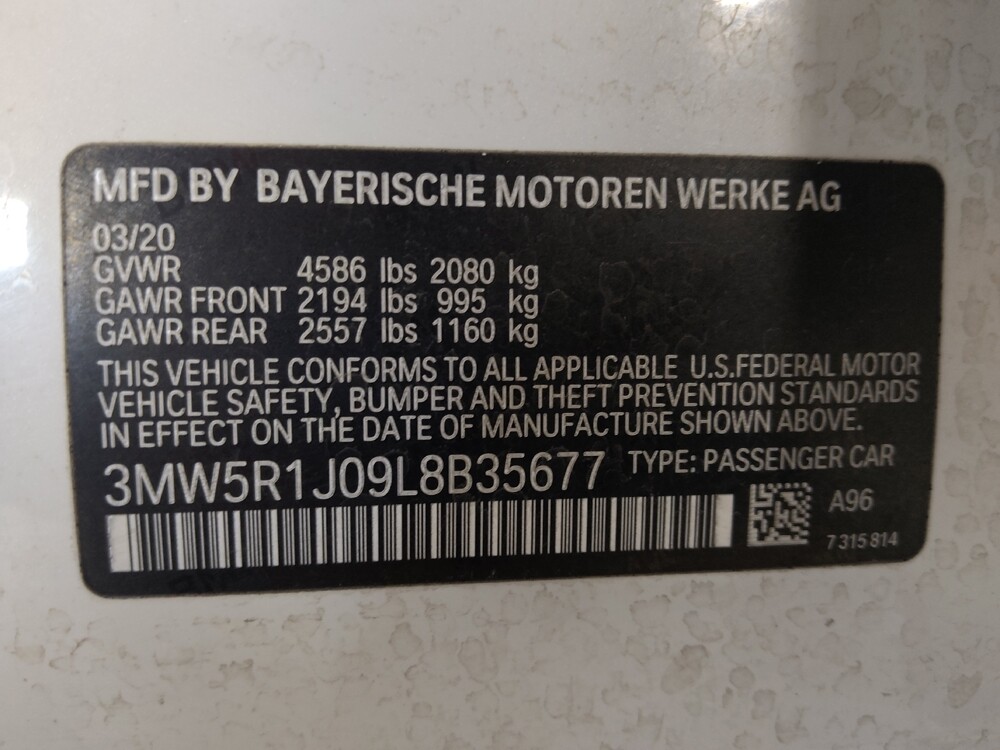 MFD BY BAYERISCHE MOTOREN WERKE AG
03/20
GVWR 4586 lbs 2080 kg
GAWR FRONT 2194 lbs 995 kg
GAWR REAR 2557 lbs 1160 kg
THIS VEHICLE CONFORMS TO ALL APPLICABLE U.S.FEDERAL MOTOR
VEHICLE SAFETY, BUMPER AND THEFT PREVENTION STANDARDS
IN EFFECT ON THE DATE OF MANUFACTURE SHOWN ABOVE.
3MW5R1J09L8B35677 TYPE: PASSENGER CAR
A96
7 315 814